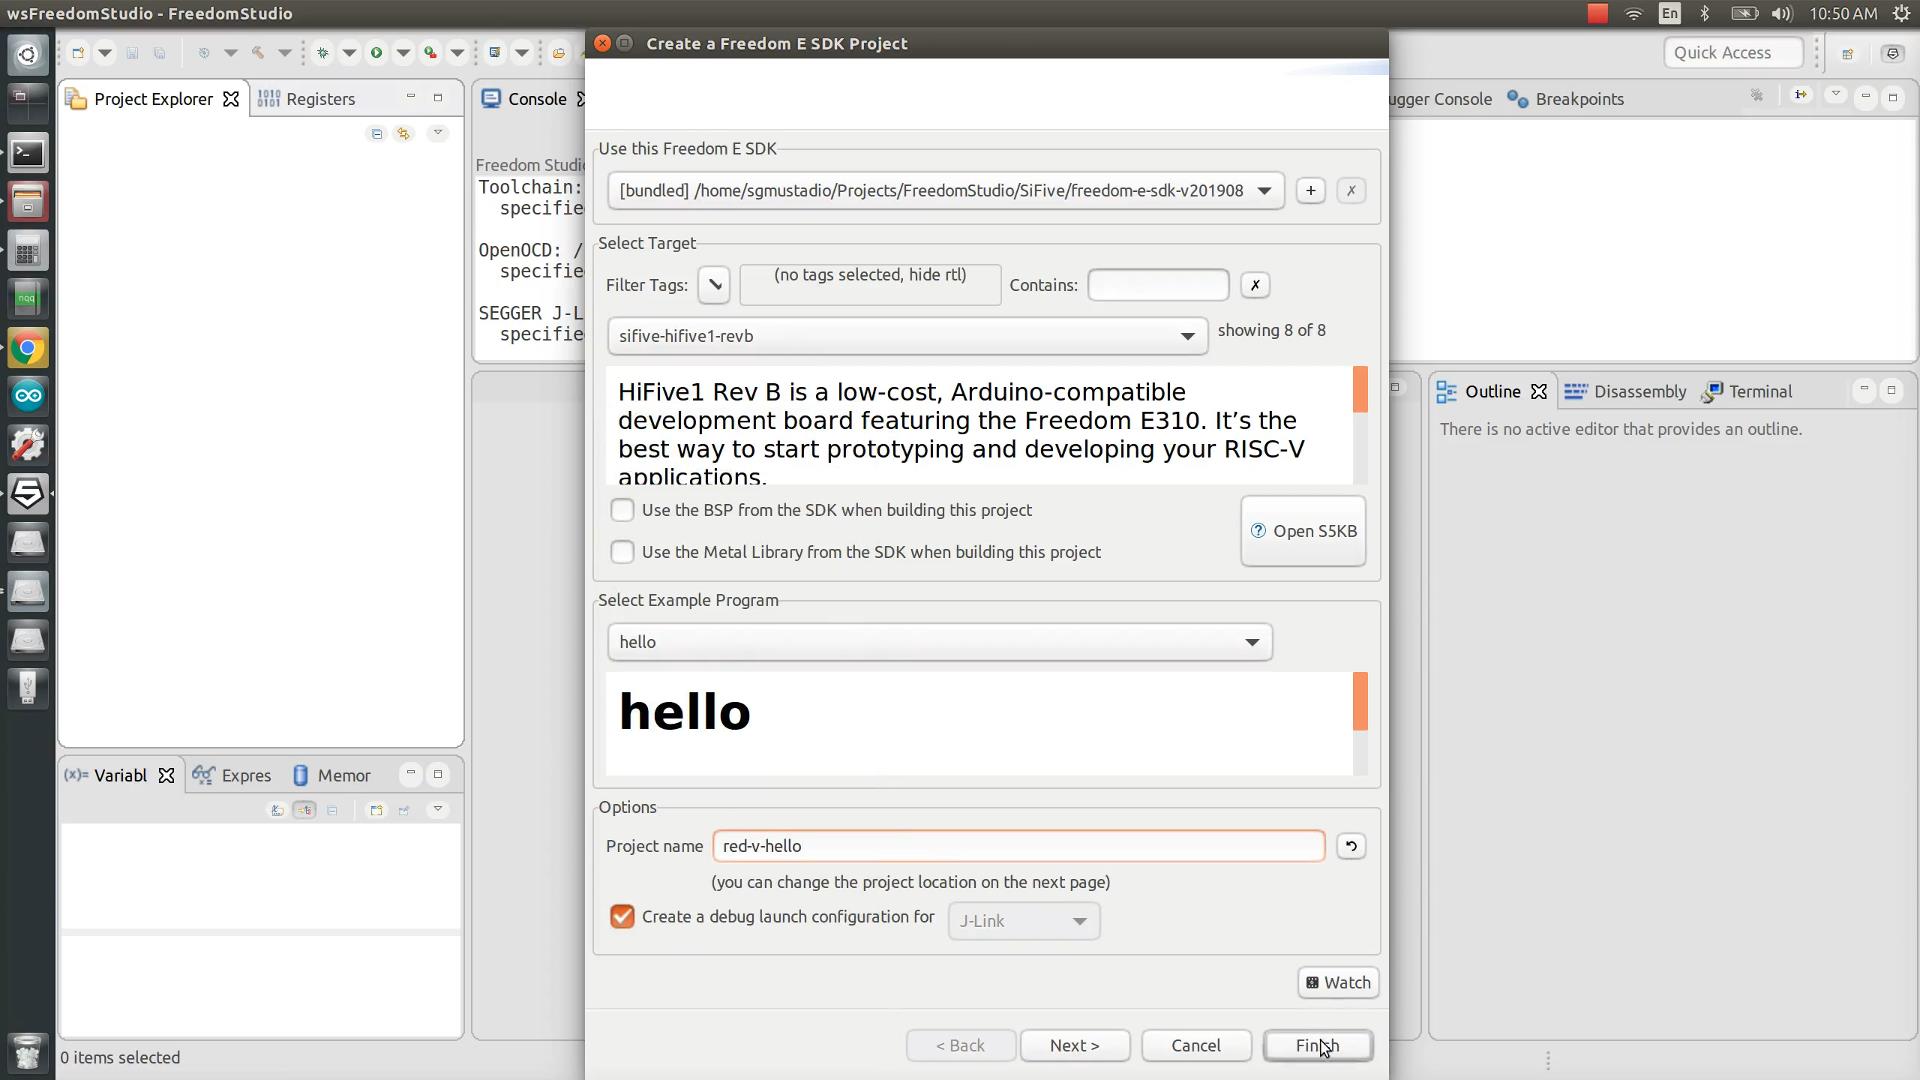 wsFreedomStudio - FreedomStudio
En
10:50 AM
Create a Freedom E SDK Project
Quick Access
Project Explorer
Registers
Console
ugger Console
Breakpoints
Freedom Studi
Toolchain:
specifie
OpenOCD: /
specifie
SEGGER J-L
specifie
Use this Freedom E SDK
[bundled] /home/sgmustadio/Projects/FreedomStudio/SiFive/freedom-e-sdk-v201908
+
✗
Select Target
Filter Tags:
(no tags selected, hide rtl)
Contains:
✗
sifive-hifive1-revb
showing 8 of 8
HiFive1 Rev B is a low-cost, Arduino-compatible
development board featuring the Freedom E310. It’s the
best way to start prototyping and developing your RISC-V
applications.
Use the BSP from the SDK when building this project
Use the Metal Library from the SDK when building this project
Open S5KB
Select Example Program
hello
hello
Options
Project name
red-v-hello
(you can change the project location on the next page)
Create a debug launch configuration for
J-Link
Watch
< Back
Next >
Cancel
Finish
Outline
Disassembly
Terminal
There is no active editor that provides an outline.
(x)= Variabl
Expres
Memor
nqq
0 items selected